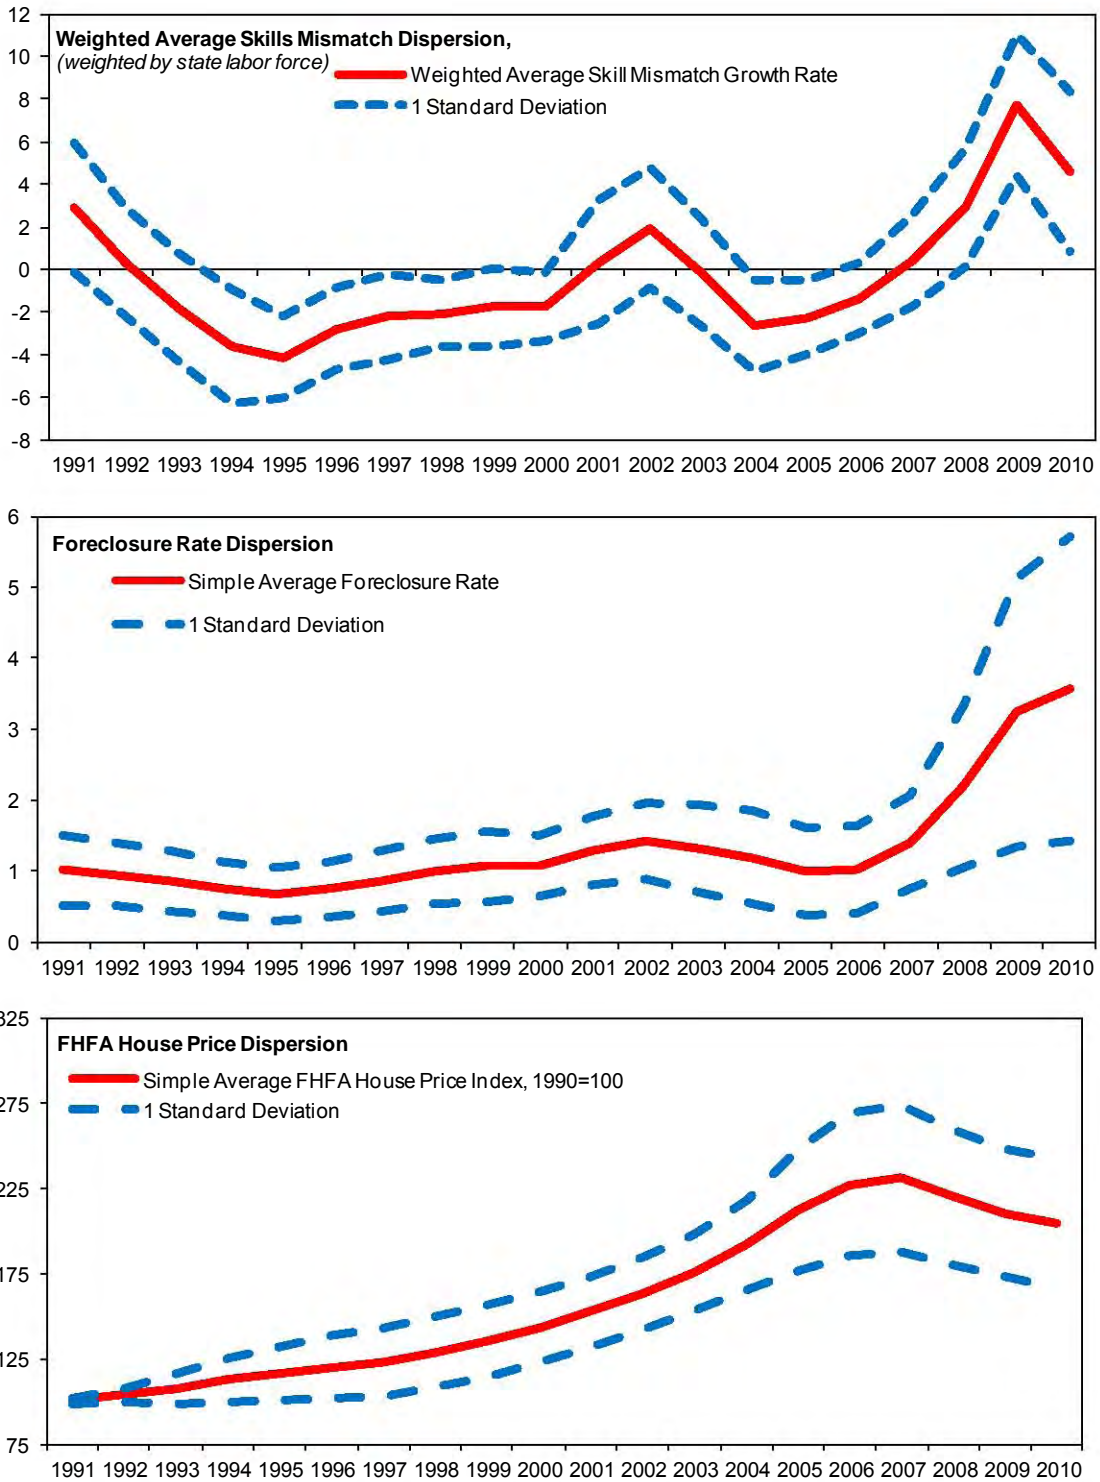 12
Weighted Average Skills Mismatch Dispersion,
(weighted by state labor force)
Weighted Average Skill Mismatch Growth Rate
1 Standard Deviation
10
8
6
4
2
0
-2
-4
-6
-8
1991 1992 1993 1994 1995 1996 1997 1998 1999 2000 2001 2002 2003 2004 2005 2006 2007 2008 2009 2010
6
Foreclosure Rate Dispersion
Simple Average Foreclosure Rate
1 Standard Deviation
5
4
3
2
1
0
1991 1992 1993 1994 1995 1996 1997 1998 1999 2000 2001 2002 2003 2004 2005 2006 2007 2008 2009 2010
325
FHFA House Price Dispersion
Simple Average FHFA House Price Index, 1990=100
1 Standard Deviation
275
225
175
125
75
1991 1992 1993 1994 1995 1996 1997 1998 1999 2000 2001 2002 2003 2004 2005 2006 2007 2008 2009 2010